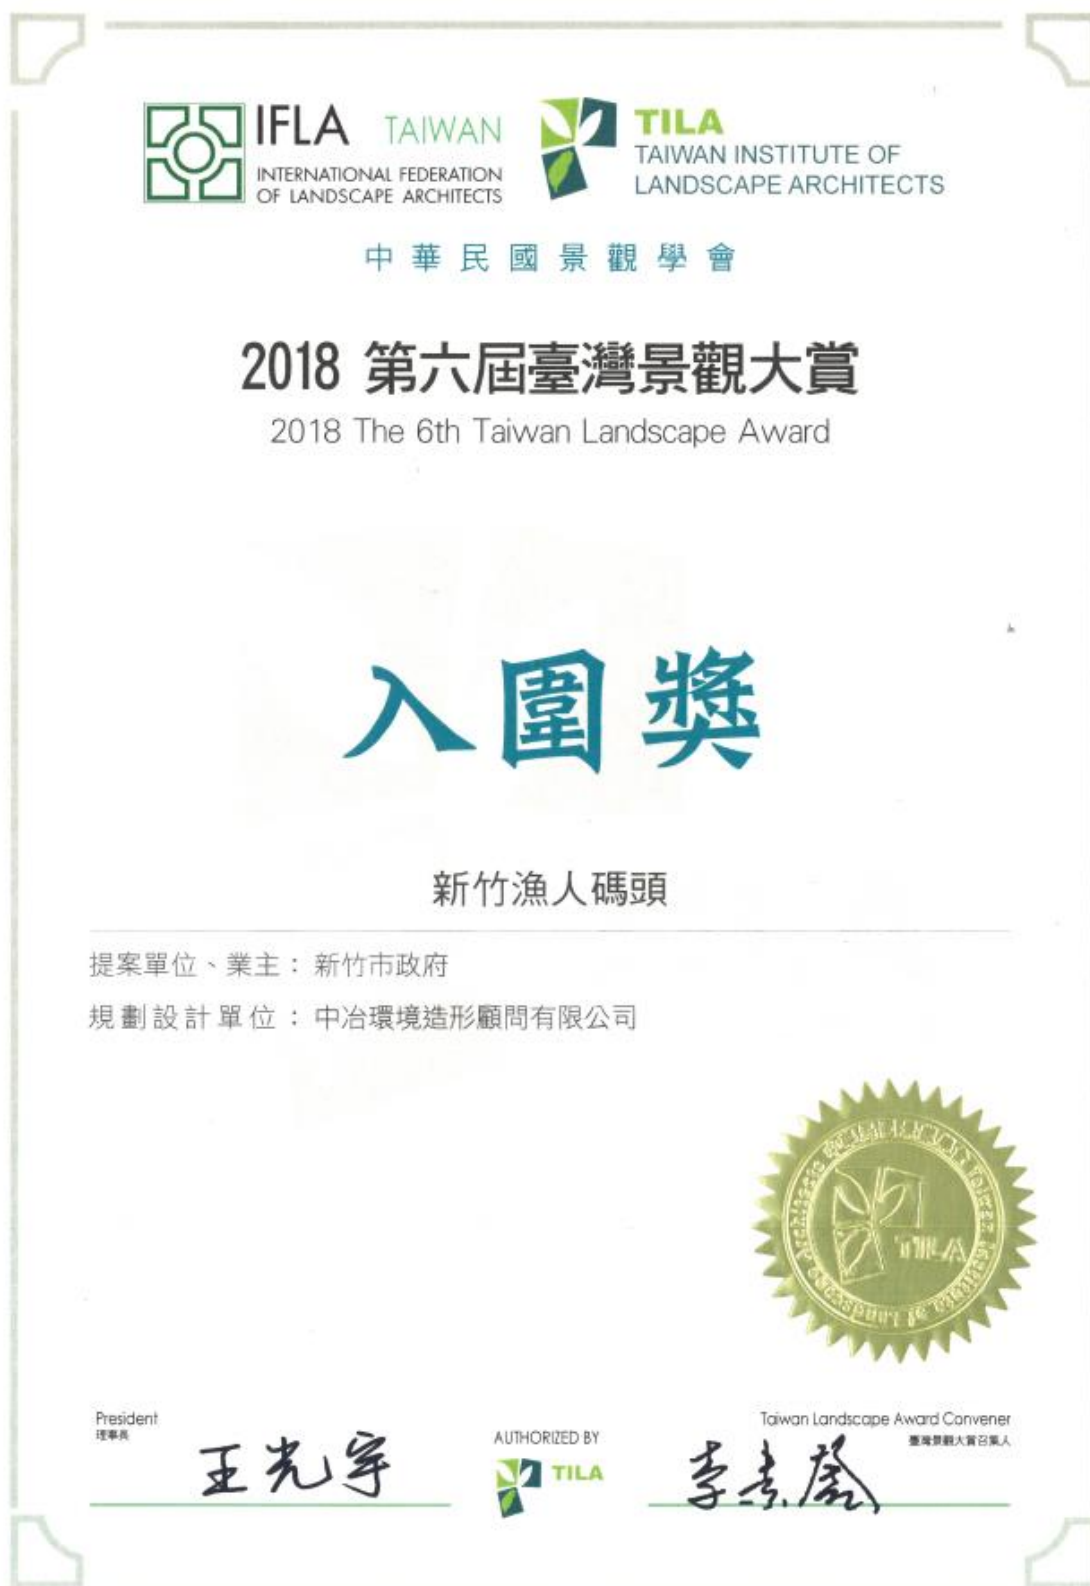 IFLA TAIWAN
INTERNATIONAL FEDERATION
OF LANDSCAPE ARCHITECTS
TILA
TAIWAN INSTITUTE OF
LANDSCAPE ARCHITECTS
中華民國景觀學會
2018 第六屆臺灣景觀大賞
2018 The 6th Taiwan Landscape Award
入圍獎
新竹漁人碼頭
提案單位、業主：新竹市政府
規劃設計單位：中冶環境造形顧問有限公司
TILA
Taiwan Institute of Landscape Architects
President
理事長
王光宇
AUTHORIZED BY
TILA
Taiwan Landscape Award Convener
臺灣景觀大賞召集人